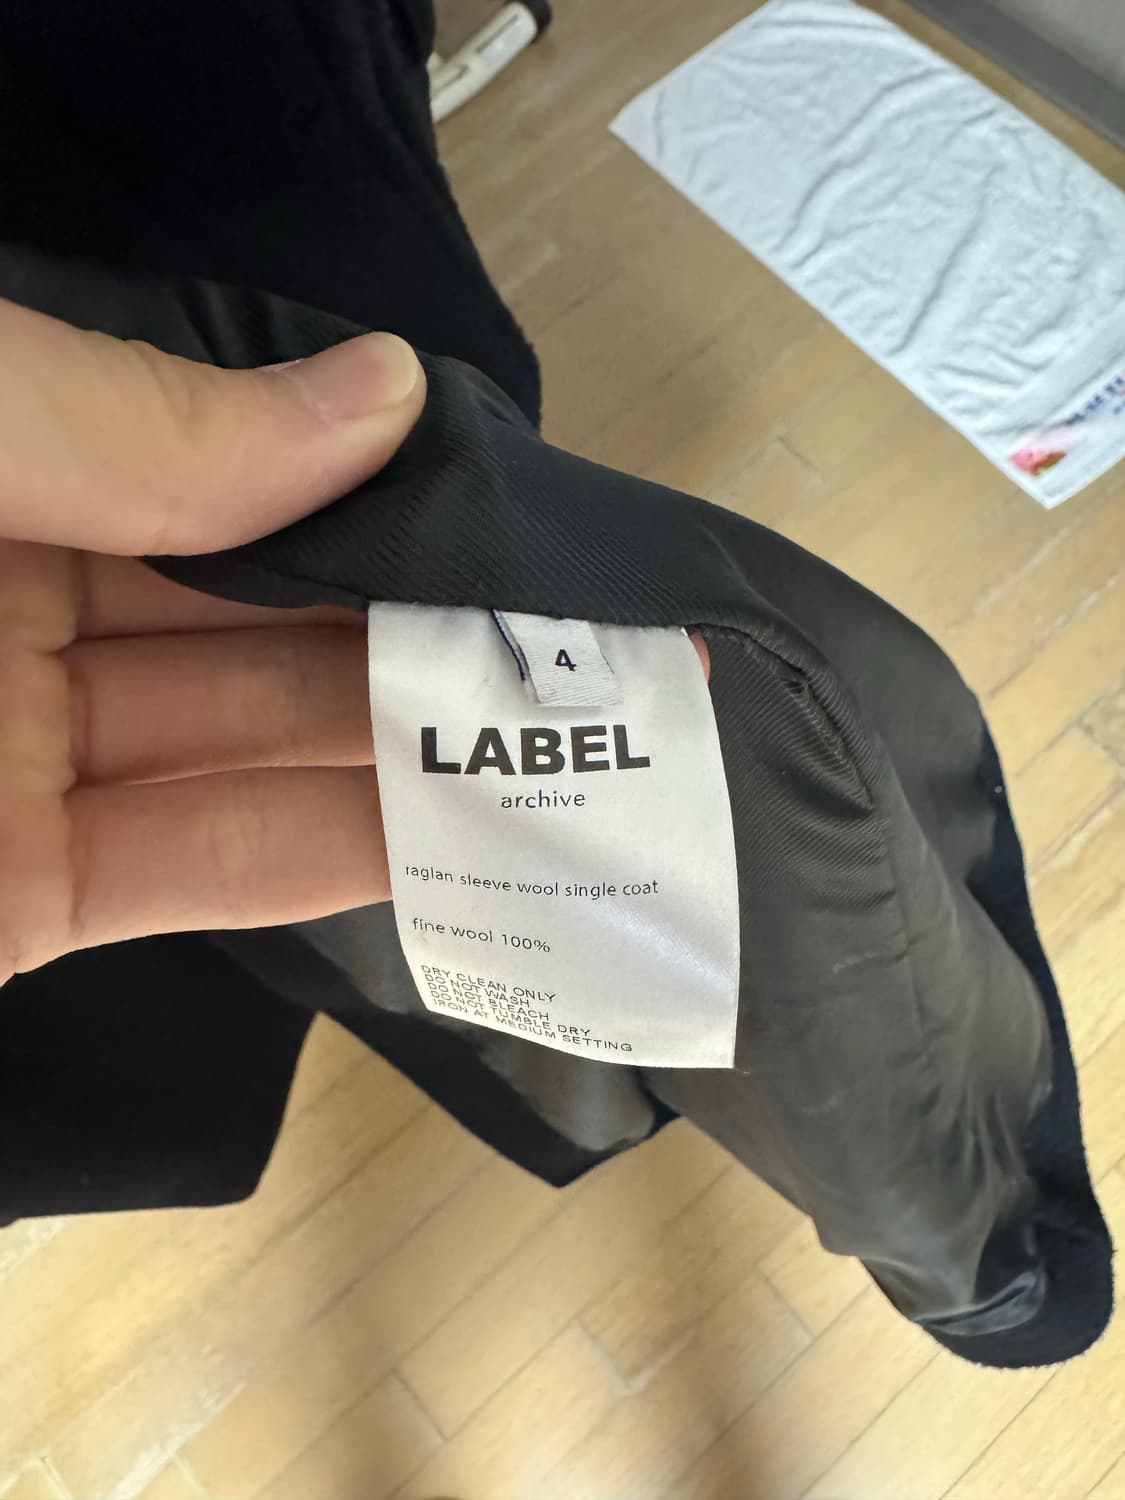 4
LABEL
archive
raglan sleeve wool single coat
fine wool 100%
DRY CLEAN ONLY
DO NOT WASH
DO NOT BLEACH
DO NOT TUMBLE DRY
IRON AT MEDIUM SETTING